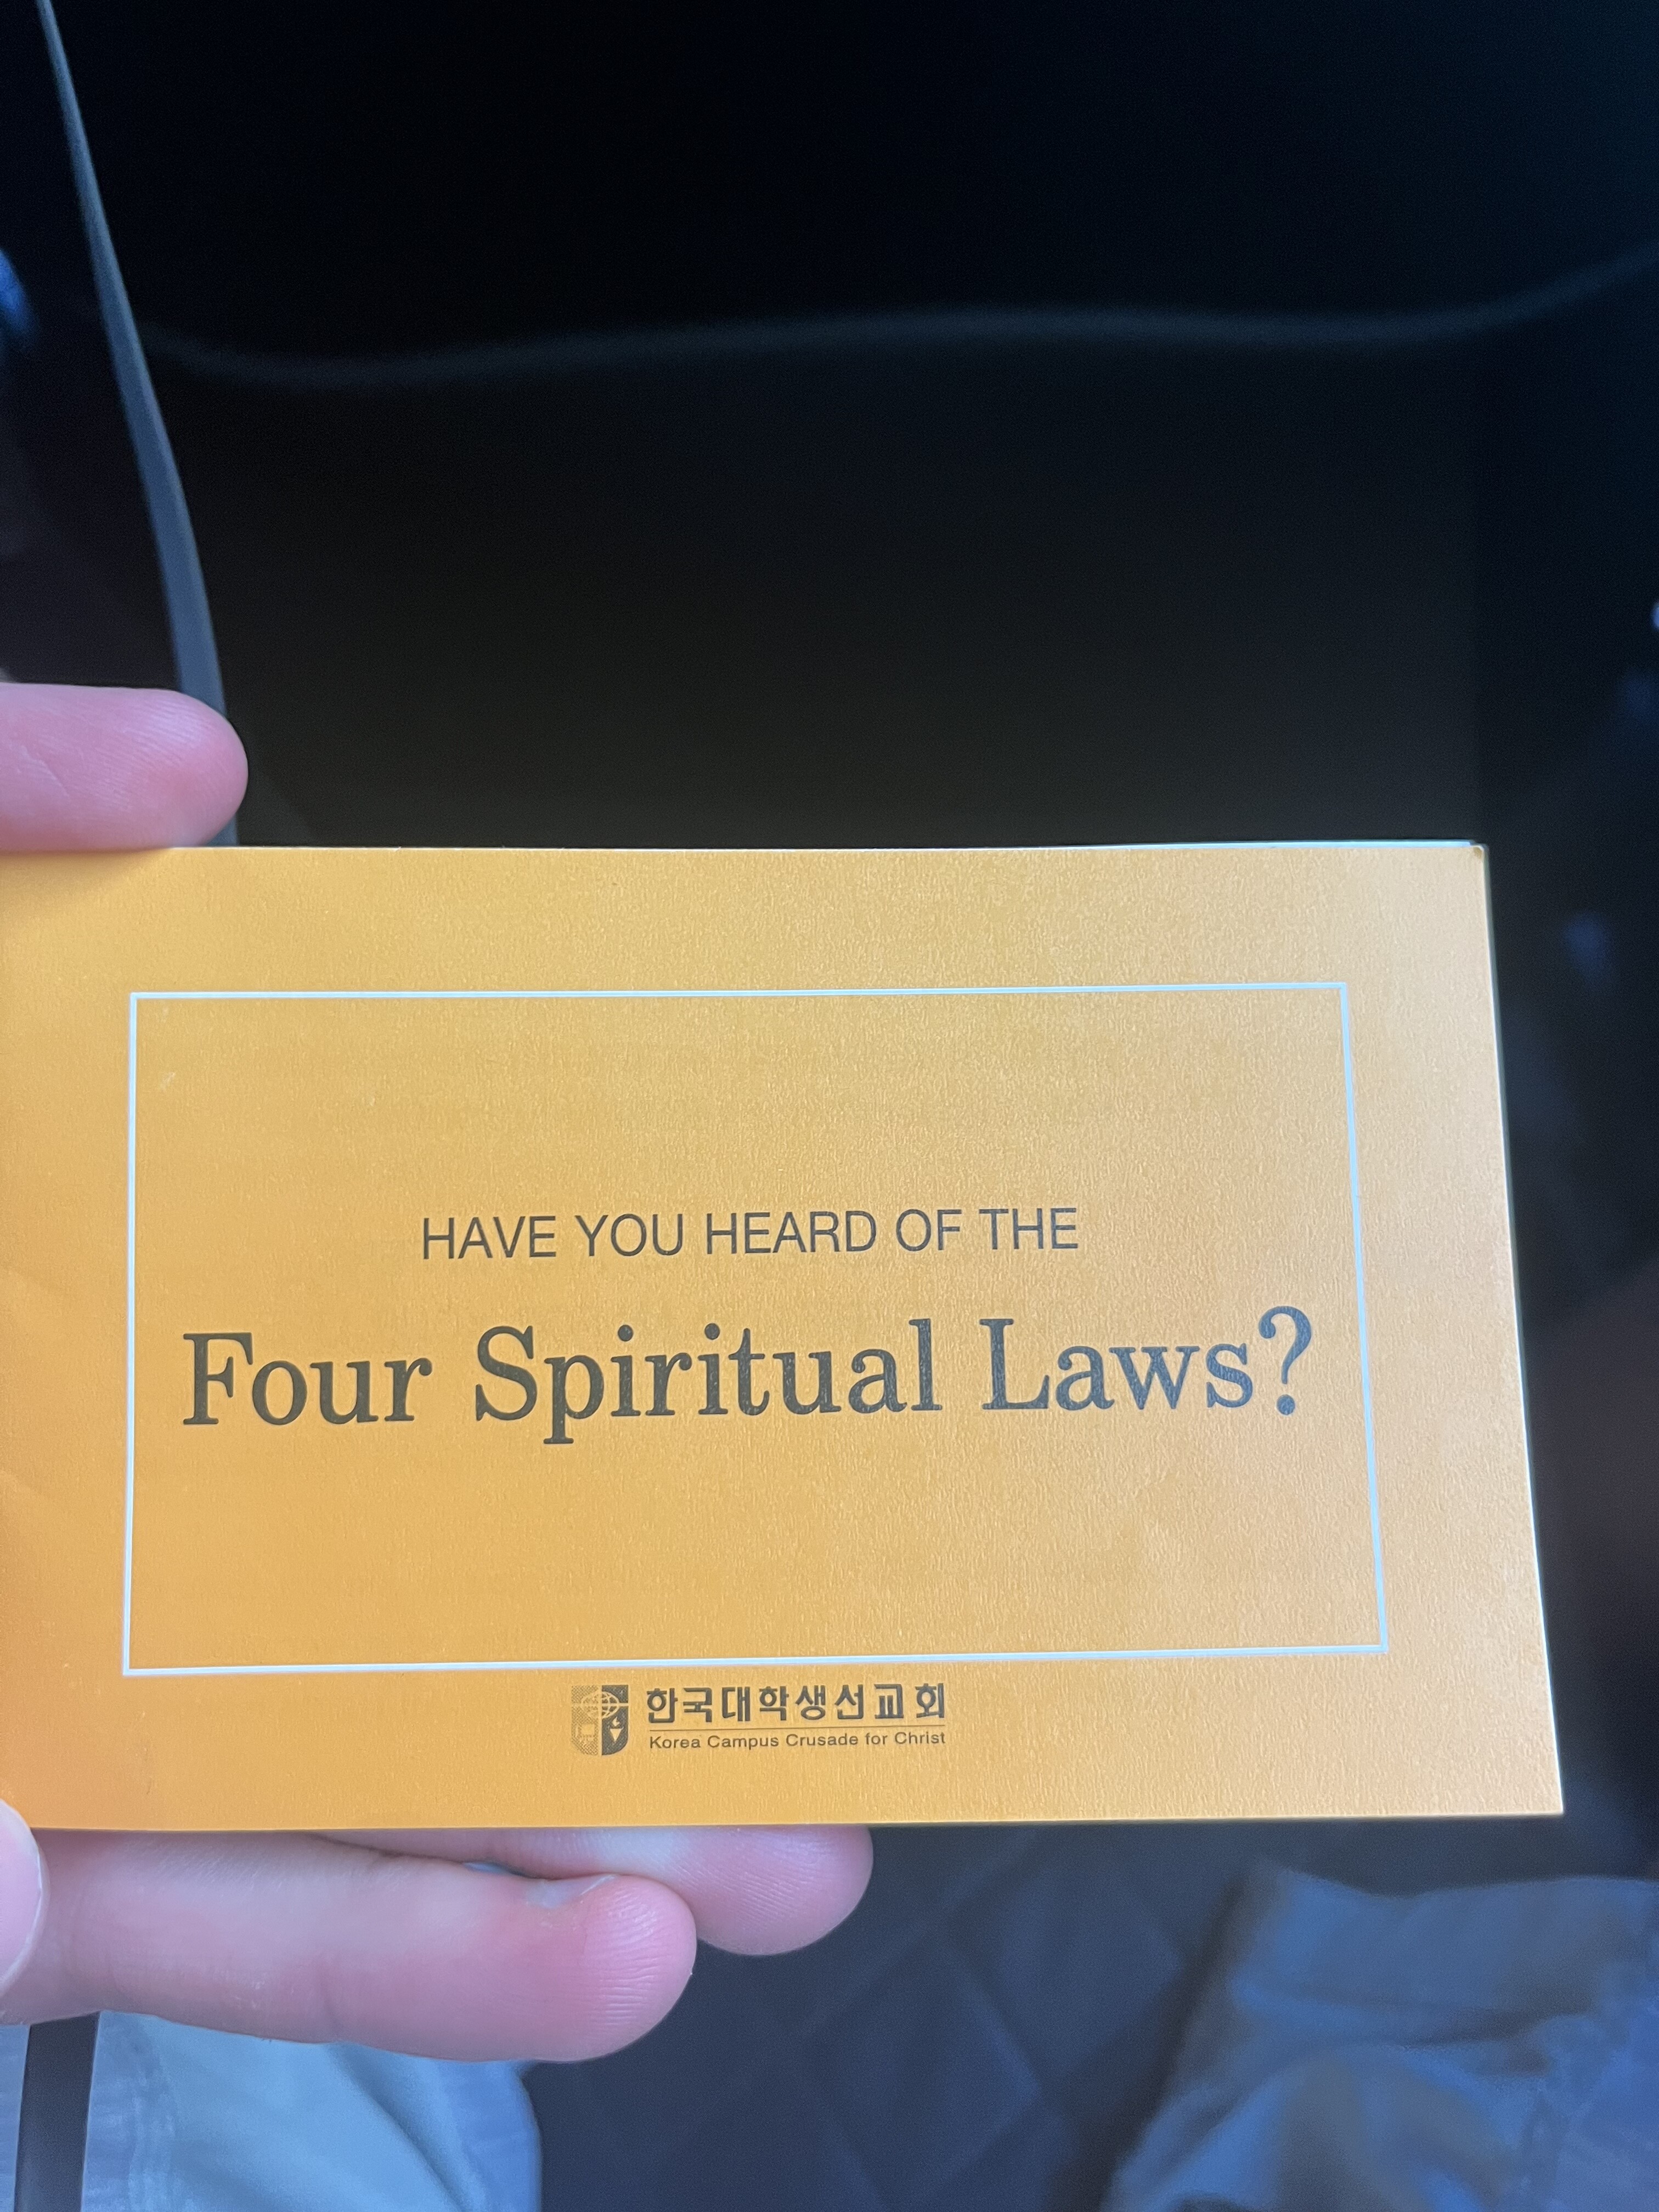 HAVE YOU HEARD OF THE
Four Spiritual Laws?
한국대학생선교회
Korea Campus Crusade for Christ